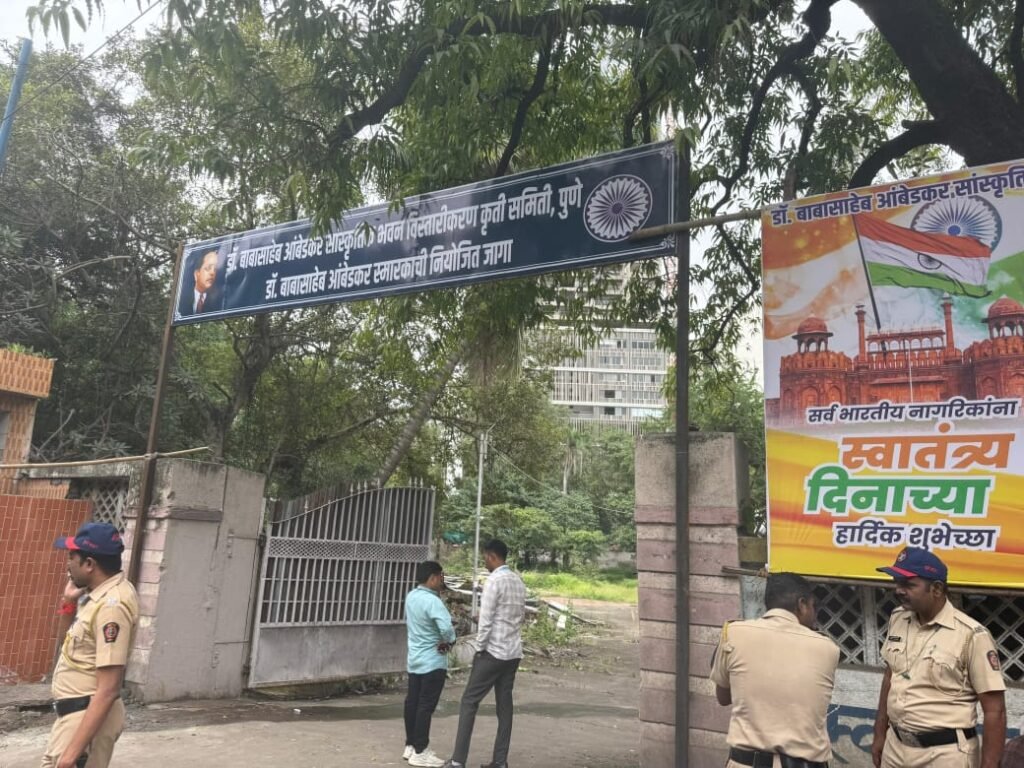 डॉ. बाबासाहेब आंबेडकर सांस्कृतिक भवन विस्तारीकरण कृती समिती, पुणे
डॉ. बाबासाहेब आंबेडकर स्मारकाची नियोजित जागा
डॉ. बाबासाहेब आंबेडकर सांस्कृति
सर्व भारतीय नागरिकांना
स्वातंत्र्य
दिनाच्या
हार्दिक शुभेच्छा